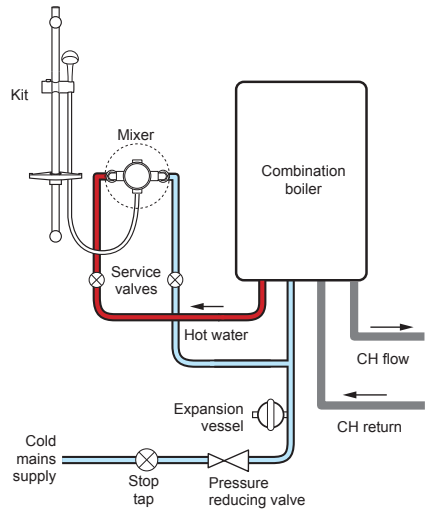 Kit
Mixer
Combination
boiler
Service
valves
Hot water
CH flow
Expansion
vessel
CH return
Cold
mains
supply
Stop
tap
Pressure
reducing valve